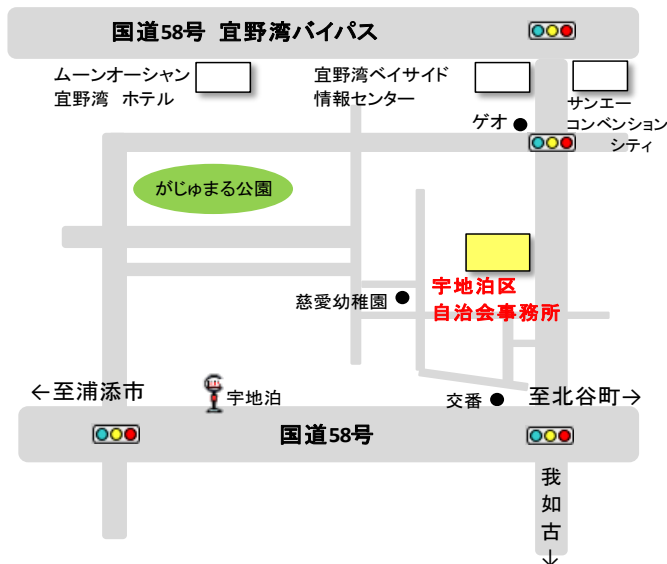 国道58号 宜野湾バイパス
ムーンオーシャン
宜野湾 ホテル
宜野湾ベイサイド
情報センター
サンエー
コンベンション
シティ
ゲオ
がじゅまる公園
宇地泊区
自治会事務所
慈愛幼稚園
←至浦添市
宇地泊
交番
至北谷町→
国道58号
我如古→